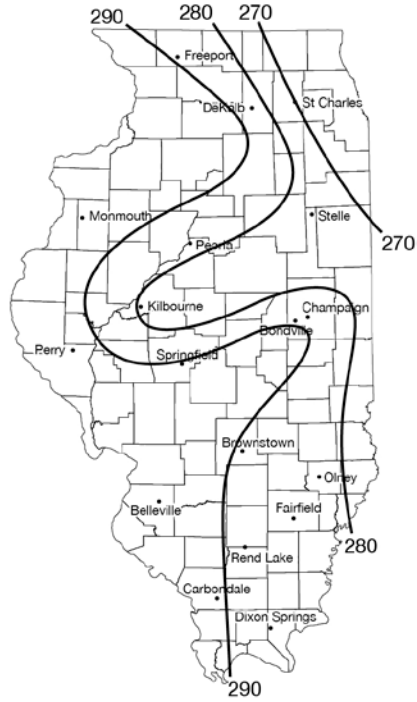 290
280
270
Freeport
DeKalb
St Charles
Monmouth
Stelle
Peoria
270
Kilbourne
Champaign
Bondville
Perry
Springfield
Brownstown
Olney
Belleville
Fairfield
280
Rend Lake
Carbondale
Dixon Springs
290